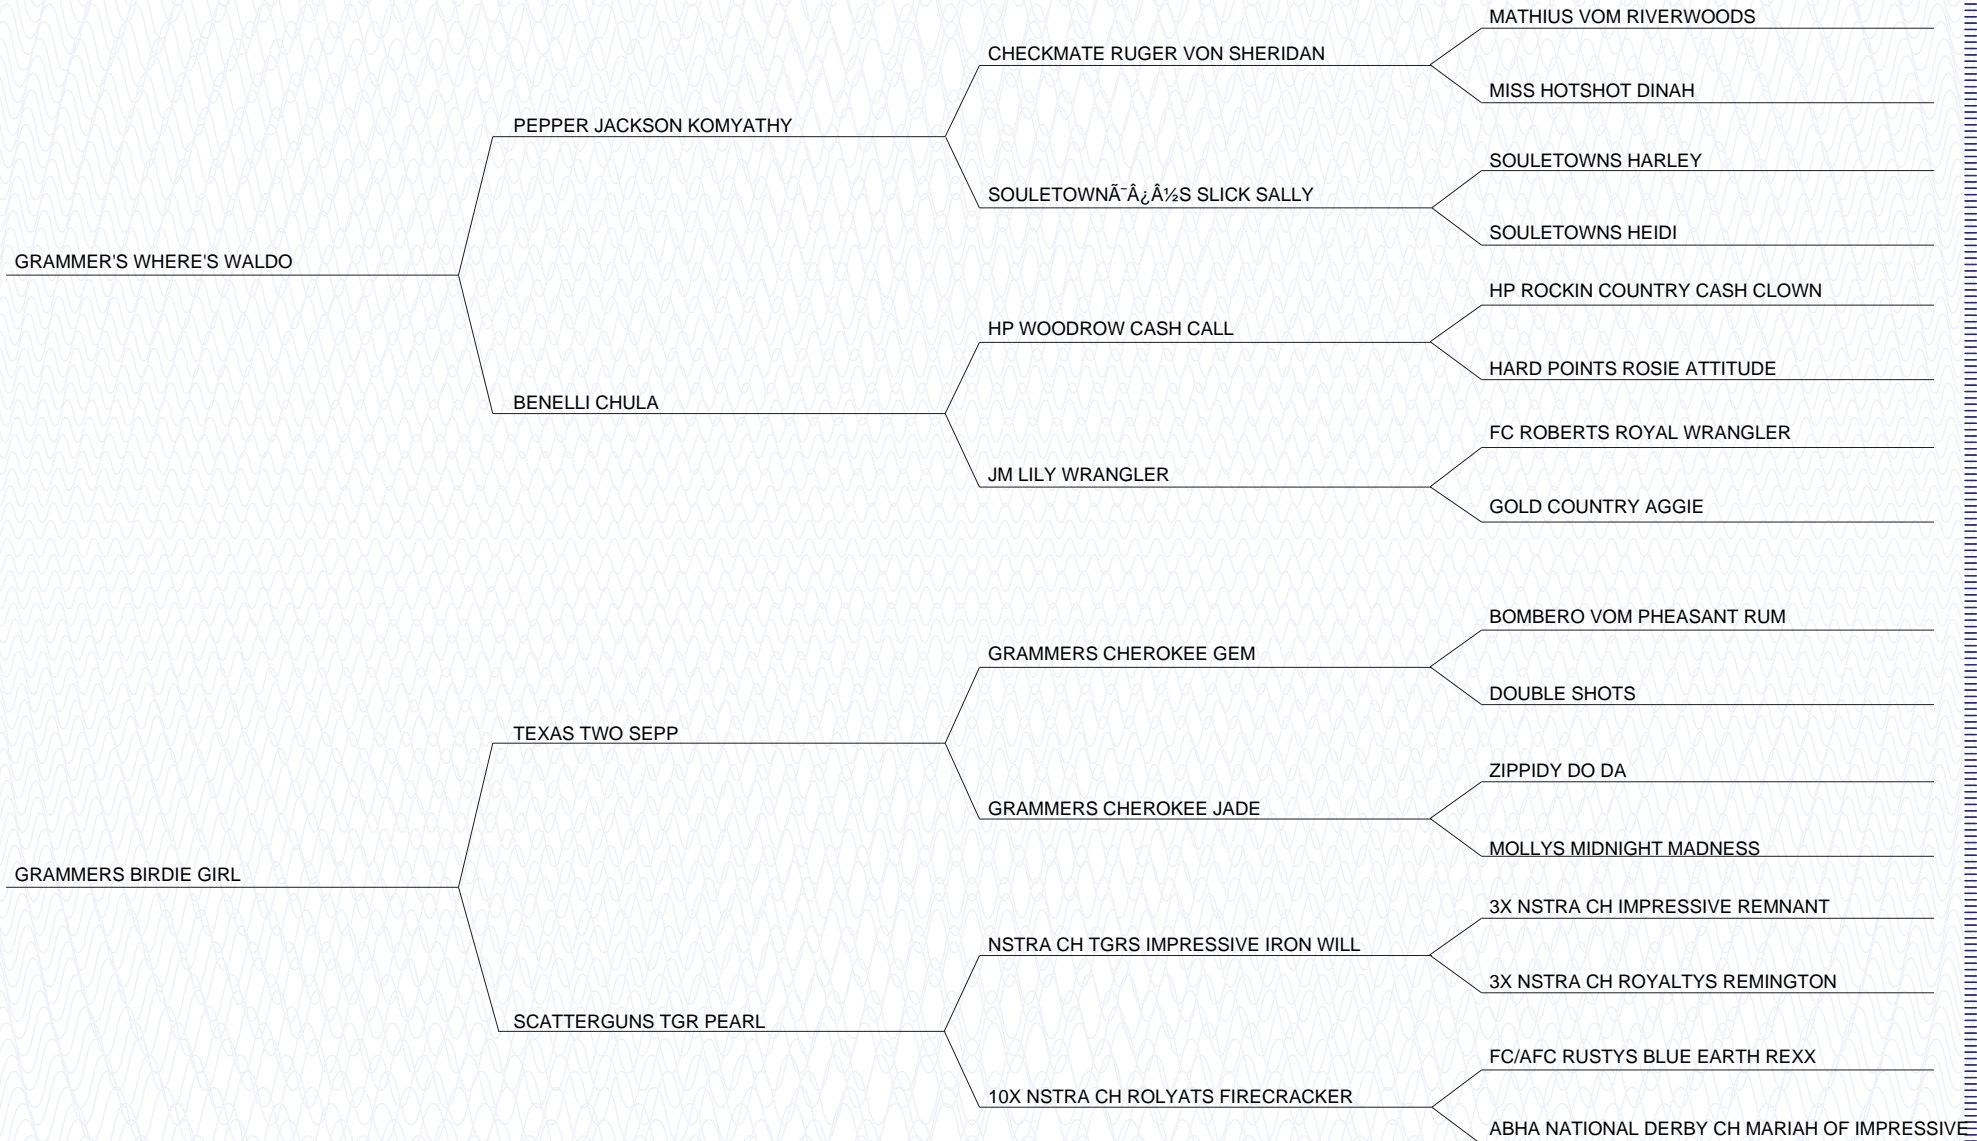 MATHIUS VOM RIVERWOODS
CHECKMATE RUGER VON SHERIDAN
MISS HOTSHOT DINAH
PEPPER JACKSON KOMYATHY
SOULETOWNS HARLEY
SOULETOWNÃ¯Â¿Â½S SLICK SALLY
SOULETOWNS HEIDI
GRAMMER'S WHERE'S WALDO
HP ROCKIN COUNTRY CASH CLOWN
HP WOODROW CASH CALL
HARD POINTS ROSIE ATTITUDE
BENELLI CHULA
FC ROBERTS ROYAL WRANGLER
JM LILY WRANGLER
GOLD COUNTRY AGGIE
BOMBERO VOM PHEASANT RUM
GRAMMERS CHEROKEE GEM
DOUBLE SHOTS
TEXAS TWO SEPP
ZIPPIDY DO DA
GRAMMERS CHEROKEE JADE
MOLLYS MIDNIGHT MADNESS
GRAMMERS BIRDIE GIRL
3X NSTRA CH IMPRESSIVE REMNANT
NSTRA CH TGRS IMPRESSIVE IRON WILL
3X NSTRA CH ROYALTYS REMINGTON
SCATTERGUNS TGR PEARL
FC/AFC RUSTYS BLUE EARTH REXX
10X NSTRA CH ROLYATS FIRECRACKER
ABHA NATIONAL DERBY CH MARIAH OF IMPRESSIVE